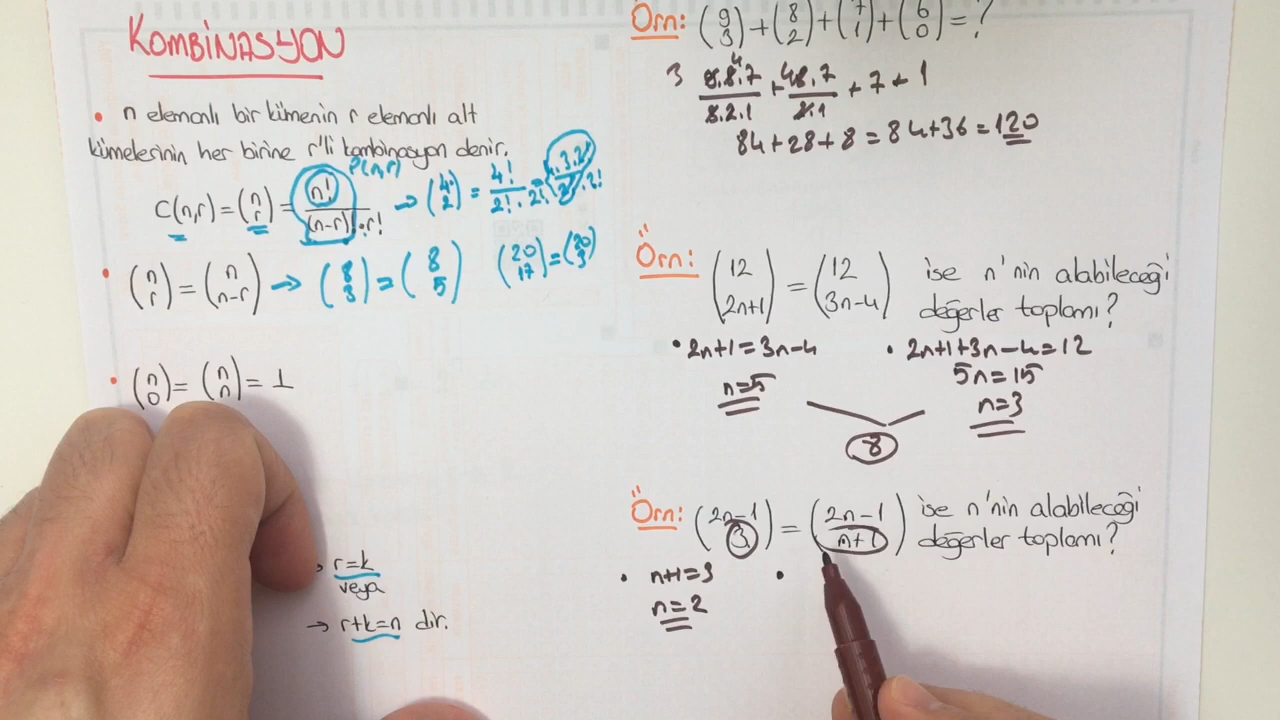 KOMBİNASYON
• n elemanlı bir kümenin r elemanlı alt
kümelerinin her birine r'li kombinasyon denir.
P(n,r)
C(n,r) = (n r) = n! / (n-r)!.r! → (4 2) = 4! / 2!.2!
• (n r) = (n n-r) → (8 3) = (8 5) (20 17) = (20 3)
• (n 0) = (n n) = 1
→ r=k
veya
→ r+k=n dir.
Örn: (9 3) + (8 2) + (7 1) + (6 0) = ?
+ 7 + 1
84+28+8 = 84+36 = 120
Örn: (12 2n+1) = (12 3n-4) ise n'nin alabileceği
değerler toplamı?
• 2n+1=3n-4
n=5
• 2n+1+3n-4=12
5n=15
n=3
8
Örn: (2n-1 3) = (2n-1 n+1) ise n'nin alabileceği
değerler toplamı?
• n+1=3
n=2
•